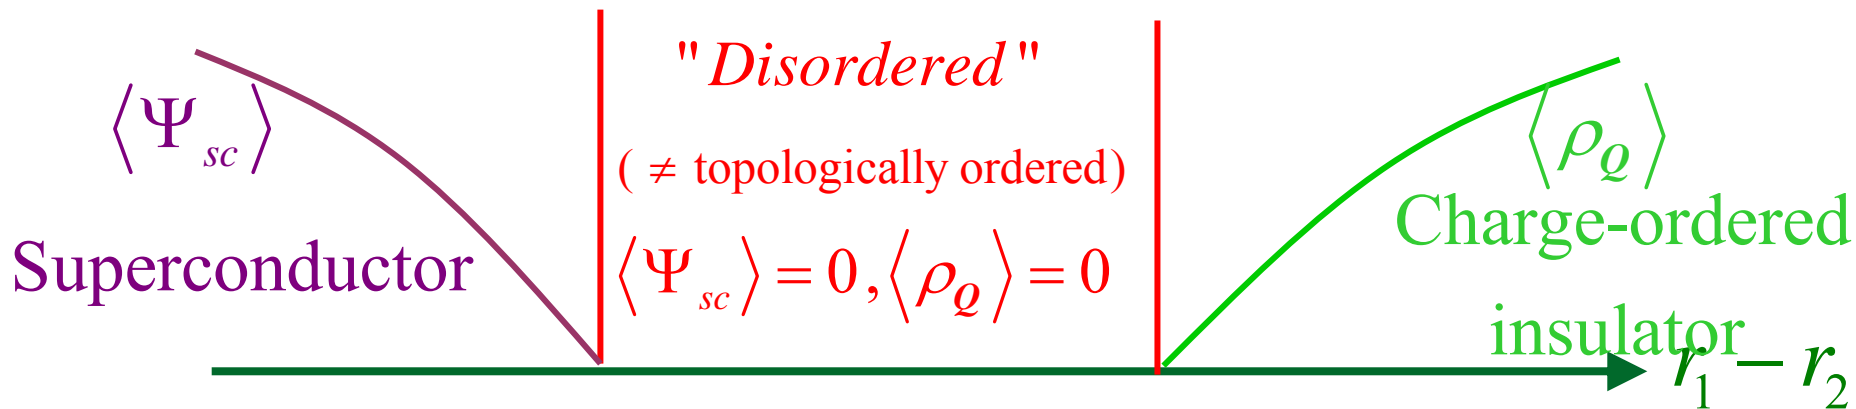 ⟨Ψ_sc⟩
Superconductor
"Disordered"
( ≠ topologically ordered)
⟨Ψ_sc⟩ = 0, ⟨ρ_Q⟩ = 0
⟨ρ_Q⟩
Charge-ordered
insulator
r_1 − r_2